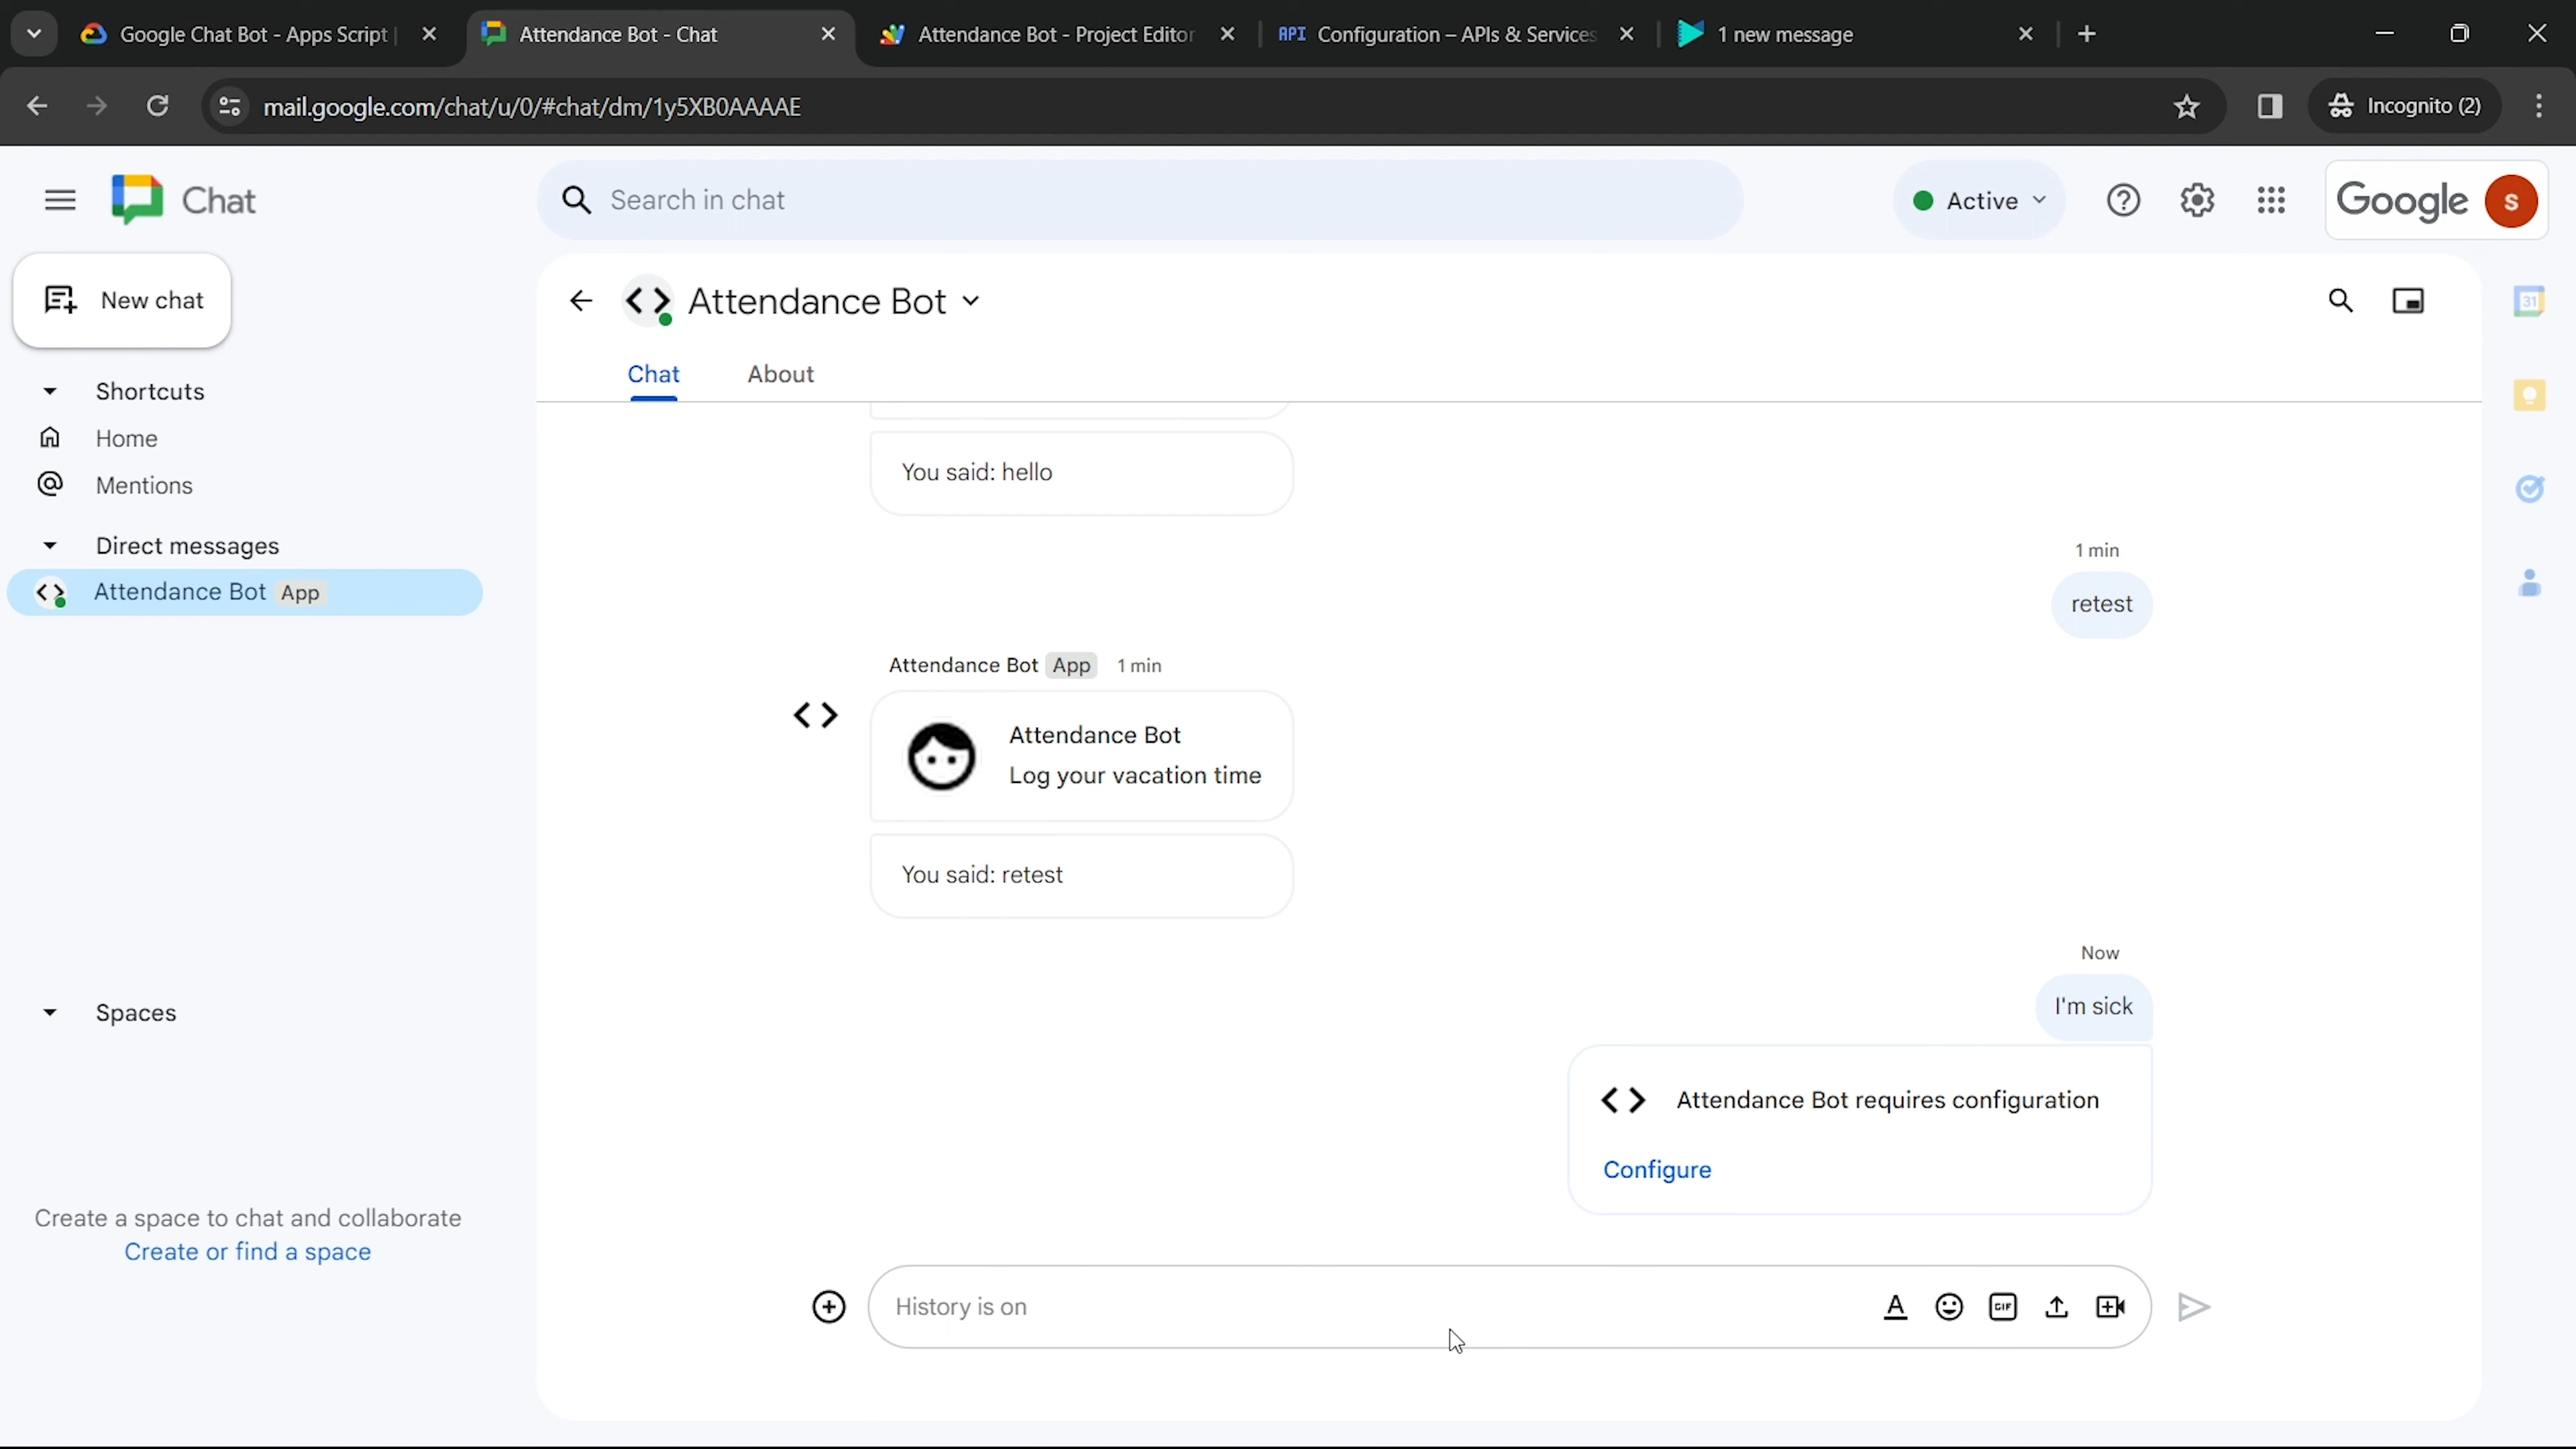 Google Chat Bot - Apps Script
Attendance Bot - Chat
Attendance Bot - Project Editor
API Configuration – APIs & Services
1 new message
mail.google.com/chat/u/0/#chat/dm/1y5XB0AAAAE
Incognito (2)
Chat
Search in chat
Active
Google
S
New chat
Shortcuts
Home
Mentions
Direct messages
Attendance Bot App
Spaces
Create a space to chat and collaborate
Create or find a space
Attendance Bot
Chat
About
You said: hello
1 min
retest
Attendance Bot App 1 min
Attendance Bot
Log your vacation time
You said: retest
Now
I'm sick
Attendance Bot requires configuration
Configure
History is on
A
GIF
31